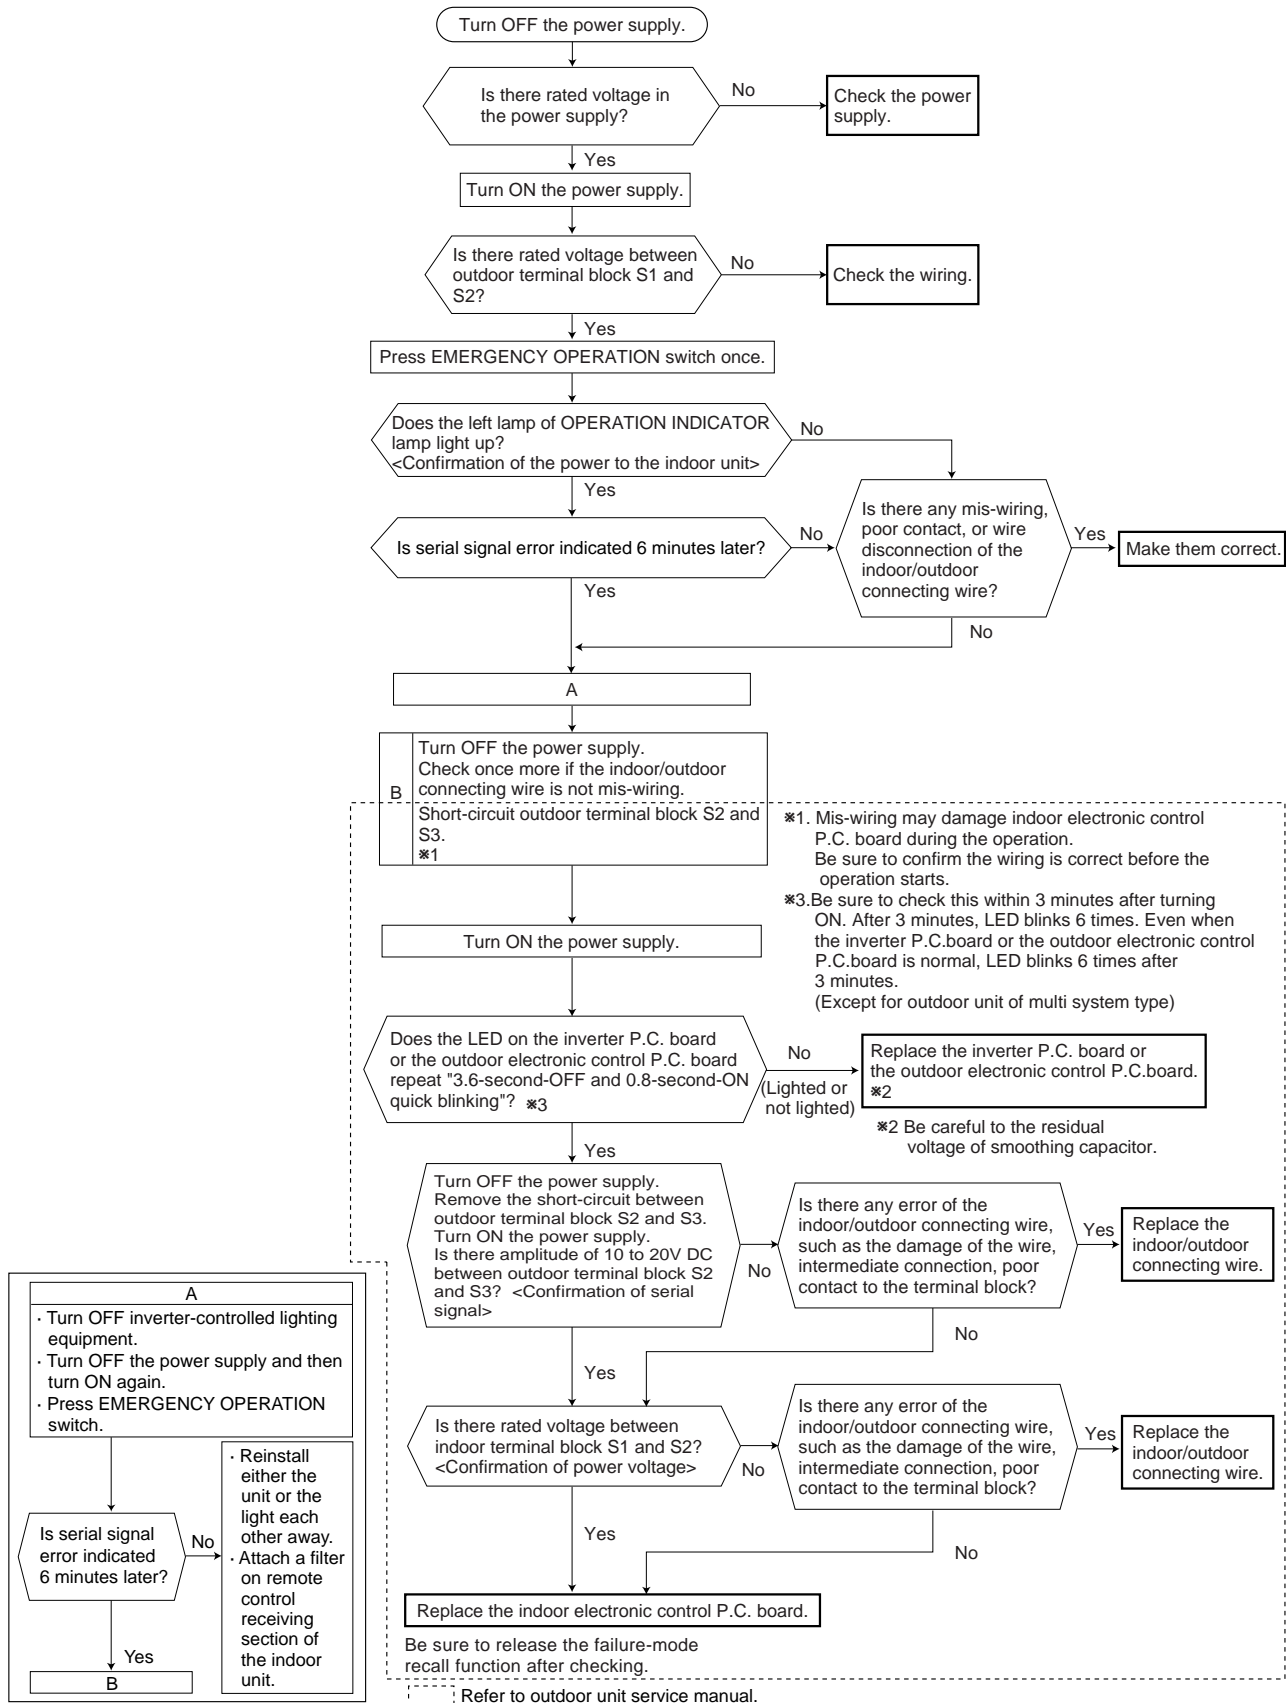 Turn OFF the power supply.
Is there rated voltage in
the power supply?
No
Check the power
supply.
Yes
Turn ON the power supply.
Is there rated voltage between
outdoor terminal block S1 and
S2?
No
Check the wiring.
Yes
Press EMERGENCY OPERATION switch once.
Does the left lamp of OPERATION INDICATOR
lamp light up?
<Confirmation of the power to the indoor unit>
No
Yes
Is serial signal error indicated 6 minutes later?
No
Is there any mis-wiring,
poor contact, or wire
disconnection of the
indoor/outdoor
connecting wire?
Yes
Make them correct.
Yes
No
A
B
Turn OFF the power supply.
Check once more if the indoor/outdoor
connecting wire is not mis-wiring.
Short-circuit outdoor terminal block S2 and
S3.
※1
※1. Mis-wiring may damage indoor electronic control
P.C. board during the operation.
Be sure to confirm the wiring is correct before the
operation starts.
※3.Be sure to check this within 3 minutes after turning
ON. After 3 minutes, LED blinks 6 times. Even when
the inverter P.C.board or the outdoor electronic control
P.C.board is normal, LED blinks 6 times after
3 minutes.
(Except for outdoor unit of multi system type)
Turn ON the power supply.
Does the LED on the inverter P.C. board
or the outdoor electronic control P.C. board
repeat "3.6-second-OFF and 0.8-second-ON
quick blinking"? ※3
No
(Lighted or
not lighted)
Replace the inverter P.C. board or
the outdoor electronic control P.C.board.
※2
※2 Be careful to the residual
voltage of smoothing capacitor.
Yes
Turn OFF the power supply.
Remove the short-circuit between
outdoor terminal block S2 and S3.
Turn ON the power supply.
Is there amplitude of 10 to 20V DC
between outdoor terminal block S2
and S3? <Confirmation of serial
signal>
No
Is there any error of the
indoor/outdoor connecting wire,
such as the damage of the wire,
intermediate connection, poor
contact to the terminal block?
Yes
Replace the
indoor/outdoor
connecting wire.
No
Yes
Is there rated voltage between
indoor terminal block S1 and S2?
<Confirmation of power voltage>
No
Is there any error of the
indoor/outdoor connecting wire,
such as the damage of the wire,
intermediate connection, poor
contact to the terminal block?
Yes
Replace the
indoor/outdoor
connecting wire.
Yes
No
Replace the indoor electronic control P.C. board.
Be sure to release the failure-mode
recall function after checking.
Refer to outdoor unit service manual.
A
· Turn OFF inverter-controlled lighting
equipment.
· Turn OFF the power supply and then
turn ON again.
· Press EMERGENCY OPERATION
switch.
Is serial signal
error indicated
6 minutes later?
No
· Reinstall
either the
unit or the
light each
other away.
· Attach a filter
on remote
control
receiving
section of
the indoor
unit.
Yes
B